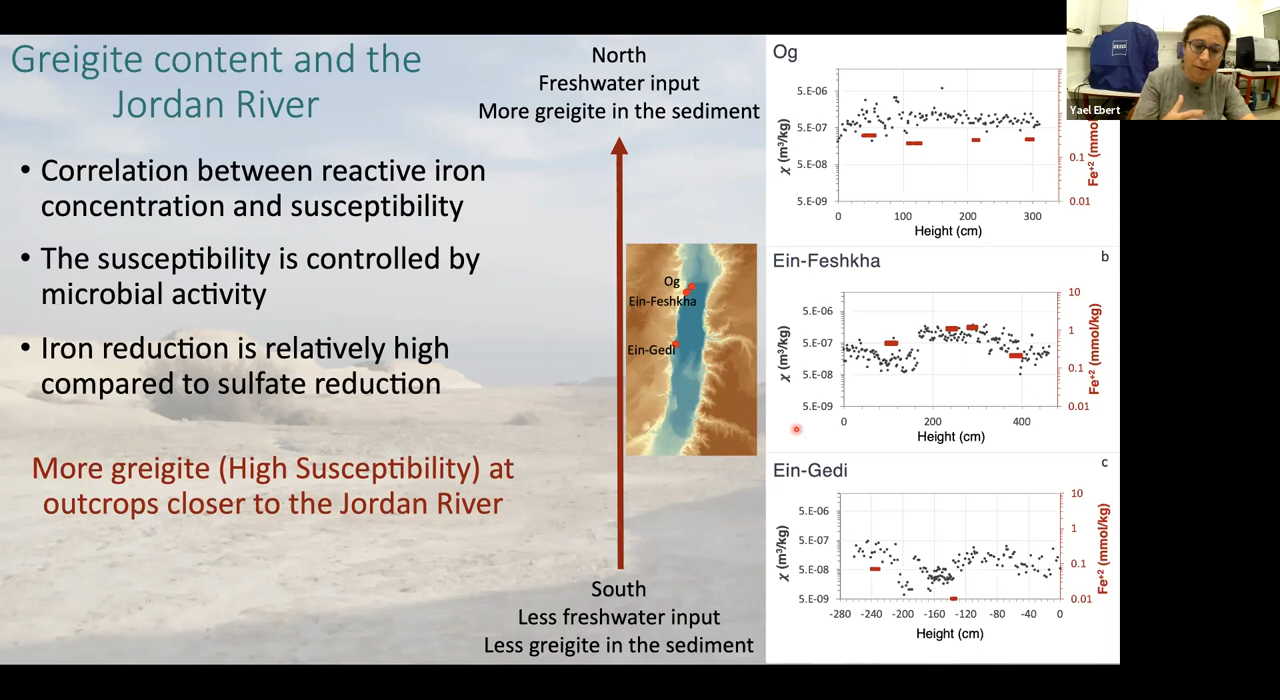 Greigite content and the
Jordan River
• Correlation between reactive iron
concentration and susceptibility
• The susceptibility is controlled by
microbial activity
• Iron reduction is relatively high
compared to sulfate reduction
More greigite (High Susceptibility) at
outcrops closer to the Jordan River
North
Freshwater input
More greigite in the sediment
Og
Ein-Feshkha
Ein-Gedi
South
Less freshwater input
Less greigite in the sediment
Og
5.E-06
5.E-07
5.E-08
5.E-09
χ (m³/kg)
0.1
0.01
Fe⁺² (mmo
0 100 200 300
Height (cm)
Ein-Feshkha
b
5.E-06
5.E-07
5.E-08
5.E-09
χ (m³/kg)
10
1
0.1
0.01
Fe⁺² (mmol/kg)
0 200 400
Height (cm)
Ein-Gedi
c
5.E-06
5.E-07
5.E-08
5.E-09
χ (m³/kg)
10
1
0.1
0.01
Fe⁺² (mmol/kg)
-280 -240 -200 -160 -120 -80 -40 0
Height (cm)
ZEISS
Yael Ebert